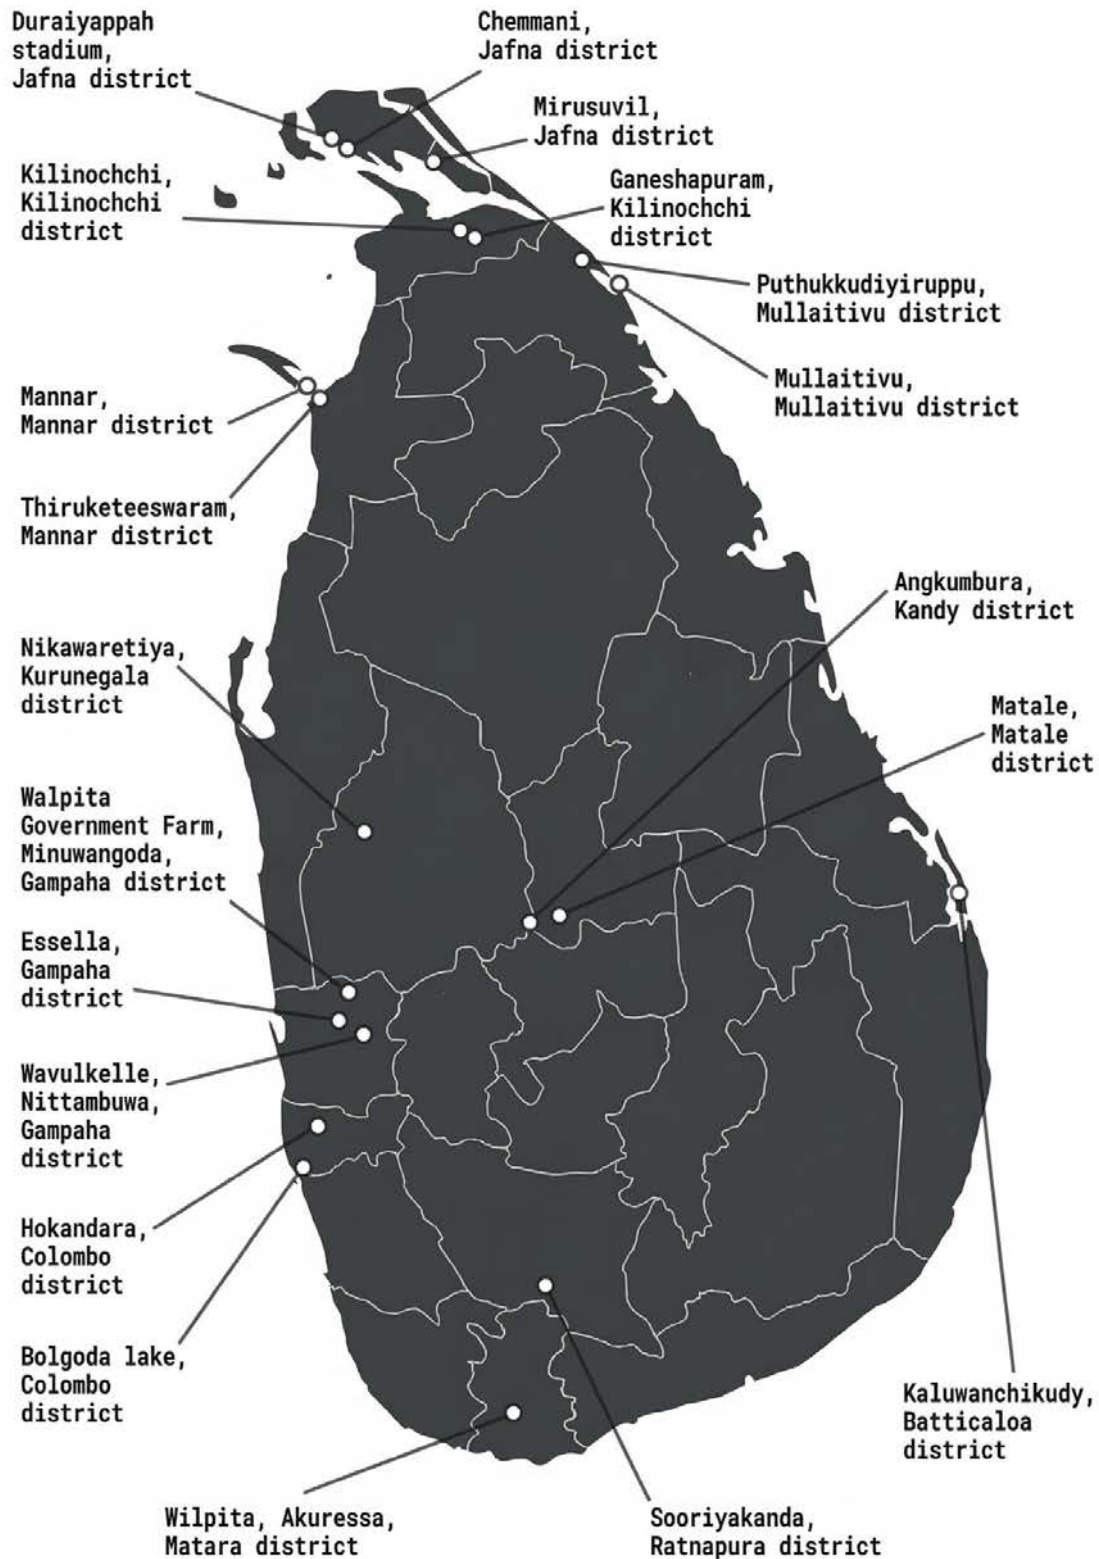 Duraiyappah
stadium,
Jafna district
Chemmani,
Jafna district
Mirusuvil,
Jafna district
Kilinochchi,
Kilinochchi
district
Ganeshapuram,
Kilinochchi
district
Puthukkudiyiruppu,
Mullaitivu district
Mullaitivu,
Mullaitivu district
Mannar,
Mannar district
Thiruketeeswaram,
Mannar district
Angkumbura,
Kandy district
Nikawaretiya,
Kurunegala
district
Matale,
Matale
district
Walpita
Government Farm,
Minuwangoda,
Gampaha district
Essella,
Gampaha
district
Wavulkelle,
Nittambuwa,
Gampaha
district
Hokandara,
Colombo
district
Bolgoda lake,
Colombo
district
Kaluwanchikudy,
Batticaloa
district
Wilpita, Akuressa,
Matara district
Sooriyakanda,
Ratnapura district